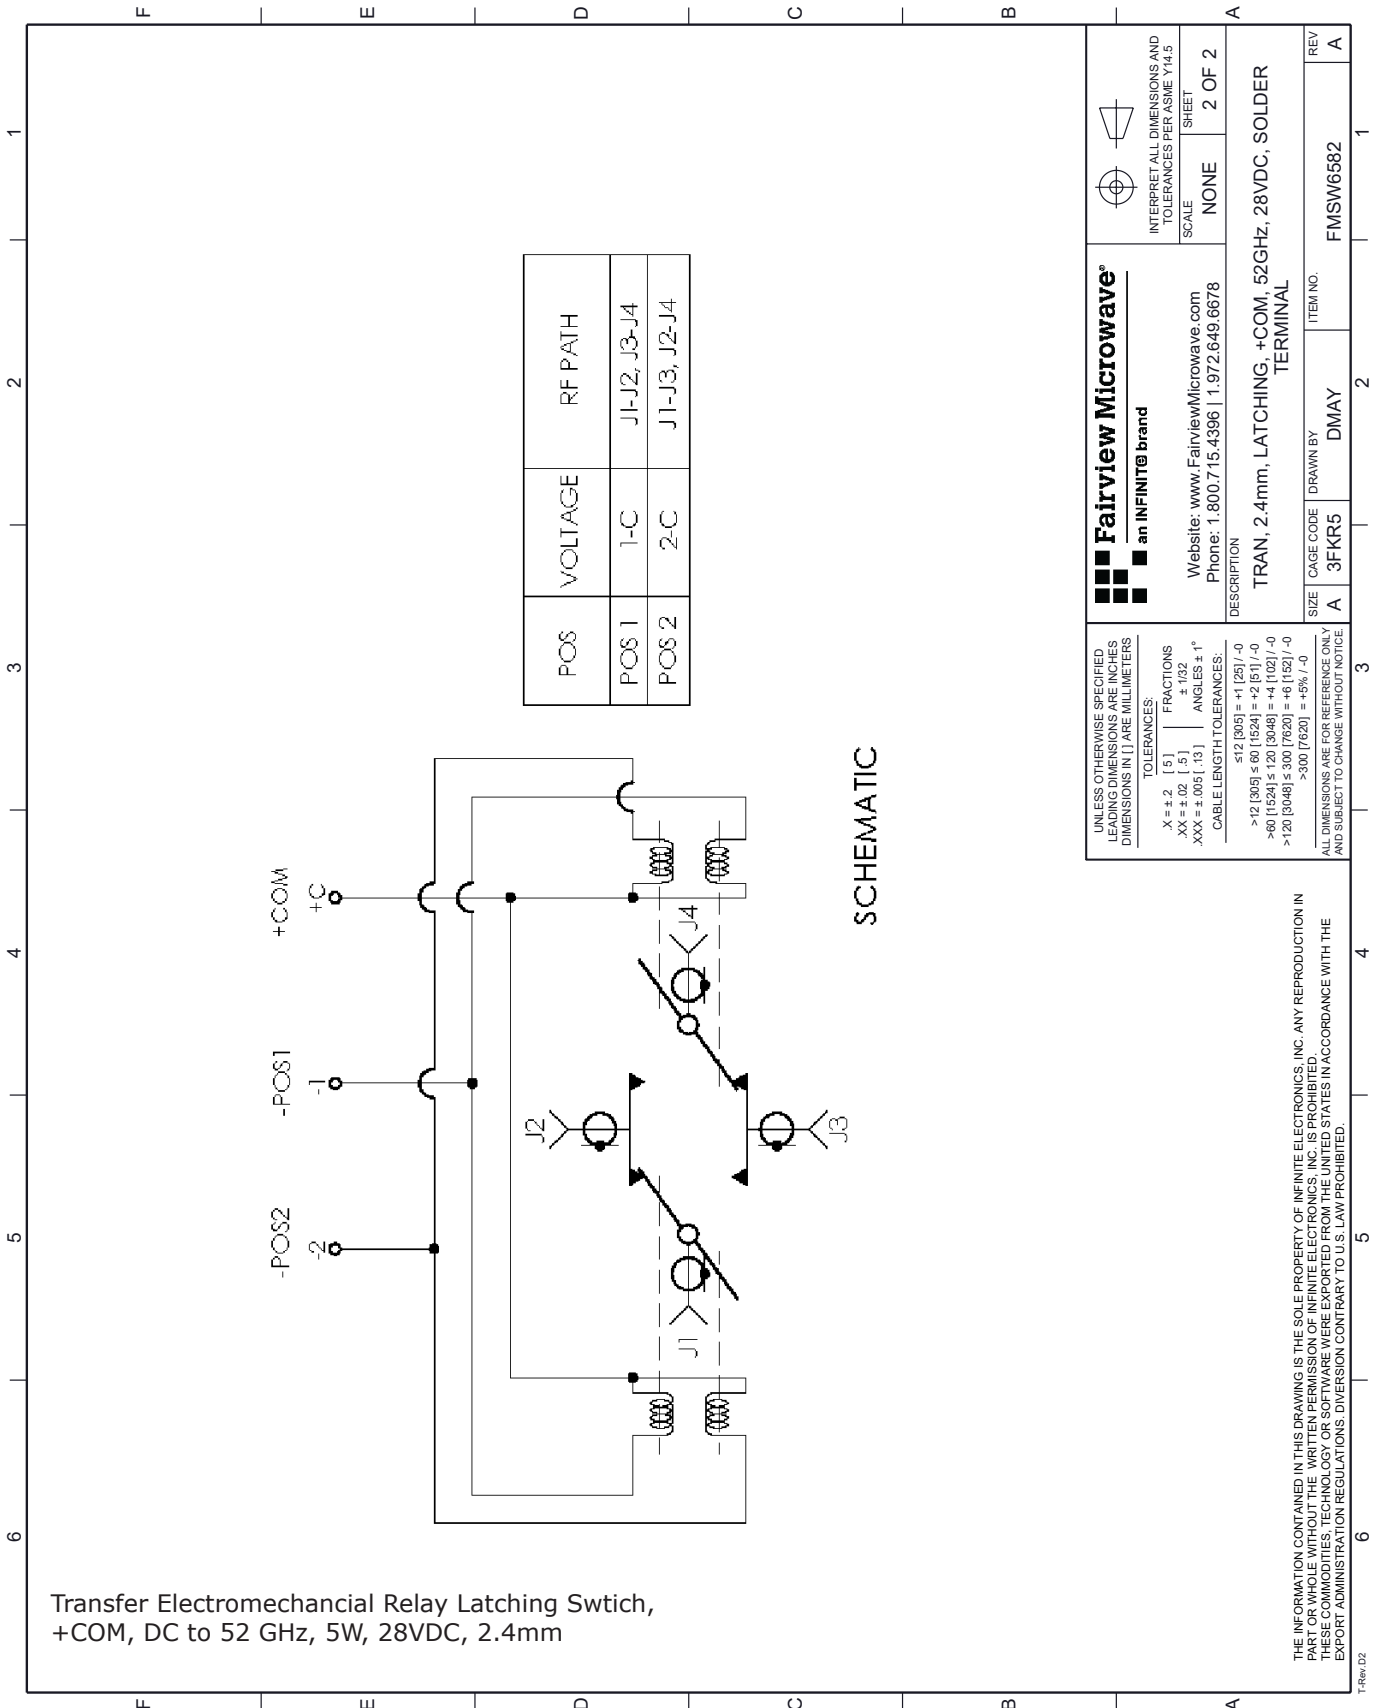 F
E
D
C
B
A
6
5
4
3
2
1
-POS2
-POS1
+COM
-2
-1
+C
J2
J1
J4
J3
SCHEMATIC
POS VOLTAGE RF PATH
POS 1 1-C J1-J2, J3-J4
POS 2 2-C J1-J3, J2-J4
THE INFORMATION CONTAINED IN THIS DRAWING IS THE SOLE PROPERTY OF INFINITE ELECTRONICS, INC. ANY REPRODUCTION IN
PART OR WHOLE WITHOUT THE WRITTEN PERMISSION OF INFINITE ELECTRONICS, INC. IS PROHIBITED.
THESE COMMODITIES, TECHNOLOGY OR SOFTWARE WERE EXPORTED FROM THE UNITED STATES IN ACCORDANCE WITH THE
EXPORT ADMINISTRATION REGULATIONS. DIVERSION CONTRARY TO U.S. LAW PROHIBITED.
UNLESS OTHERWISE SPECIFIED
LEADING DIMENSIONS ARE INCHES
DIMENSIONS IN [ ] ARE MILLIMETERS
TOLERANCES:
.X = ± .2 [ 5 ] FRACTIONS
.XX = ± .02 [ .5 ] ± 1/32
.XXX = ± .005 [ .13 ] ANGLES ± 1°
CABLE LENGTH TOLERANCES:
≤12 [305] = +1 [25] / -0
>12 [305] ≤ 60 [1524] = +2 [51] / -0
>60 [1524] ≤ 120 [3048] = +4 [102] / -0
>120 [3048] ≤ 300 [7620] = +6 [152] / -0
>300 [7620] = +5% / -0
ALL DIMENSIONS ARE FOR REFERENCE ONLY
AND SUBJECT TO CHANGE WITHOUT NOTICE.
Fairview Microwave®
an INFINITE brand
Website: www.FairviewMicrowave.com
Phone: 1.800.715.4396 | 1.972.649.6678
INTERPRET ALL DIMENSIONS AND
TOLERANCES PER ASME Y14.5
SCALE SHEET
NONE 2 OF 2
DESCRIPTION
TRAN, 2.4mm, LATCHING, +COM, 52GHz, 28VDC, SOLDER
TERMINAL
SIZE CAGE CODE DRAWN BY ITEM NO. REV
A 3FKR5 DMAY FMSW6582 A
6
5
4
3
2
1
F
E
D
C
B
A
T-Rev.D2
Transfer Electromechancial Relay Latching Swtich,
+COM, DC to 52 GHz, 5W, 28VDC, 2.4mm